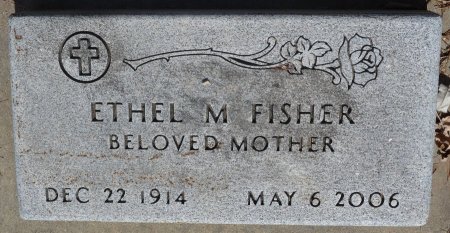 ETHEL M FISHER
BELOVED MOTHER
DEC 22 1914 MAY 6 2006